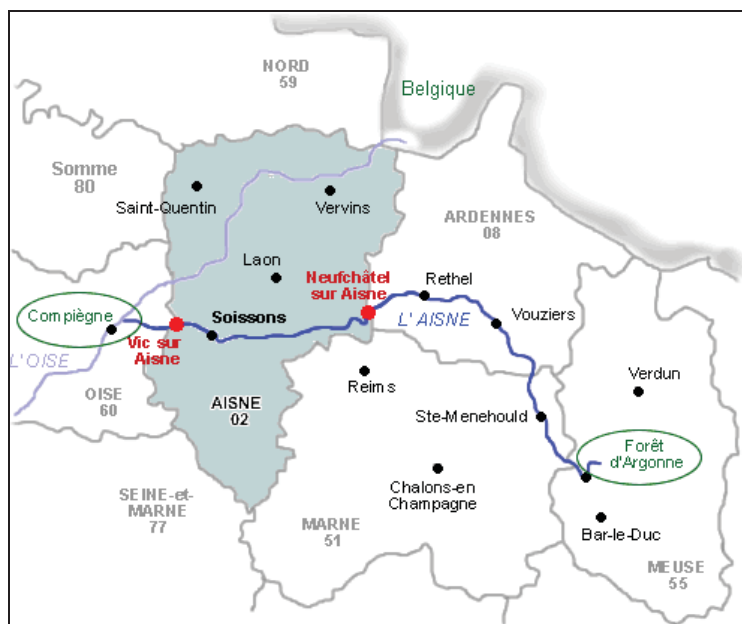 NORD
59
Belgique
Somme
80
Saint-Quentin
Vervins
ARDENNES
08
Laon
Neufchâtel
sur Aisne
Rethel
Compiègne
Soissons
L'AISNE
Vouziers
Vic sur
Aisne
L'OISE
OISE
60
AISNE
02
Reims
Verdun
Ste-Menehould
Forêt
d'Argonne
SEINE-et-
MARNE
77
Chalons-en
Champagne
MARNE
51
Bar-le-Duc
MEUSE
55